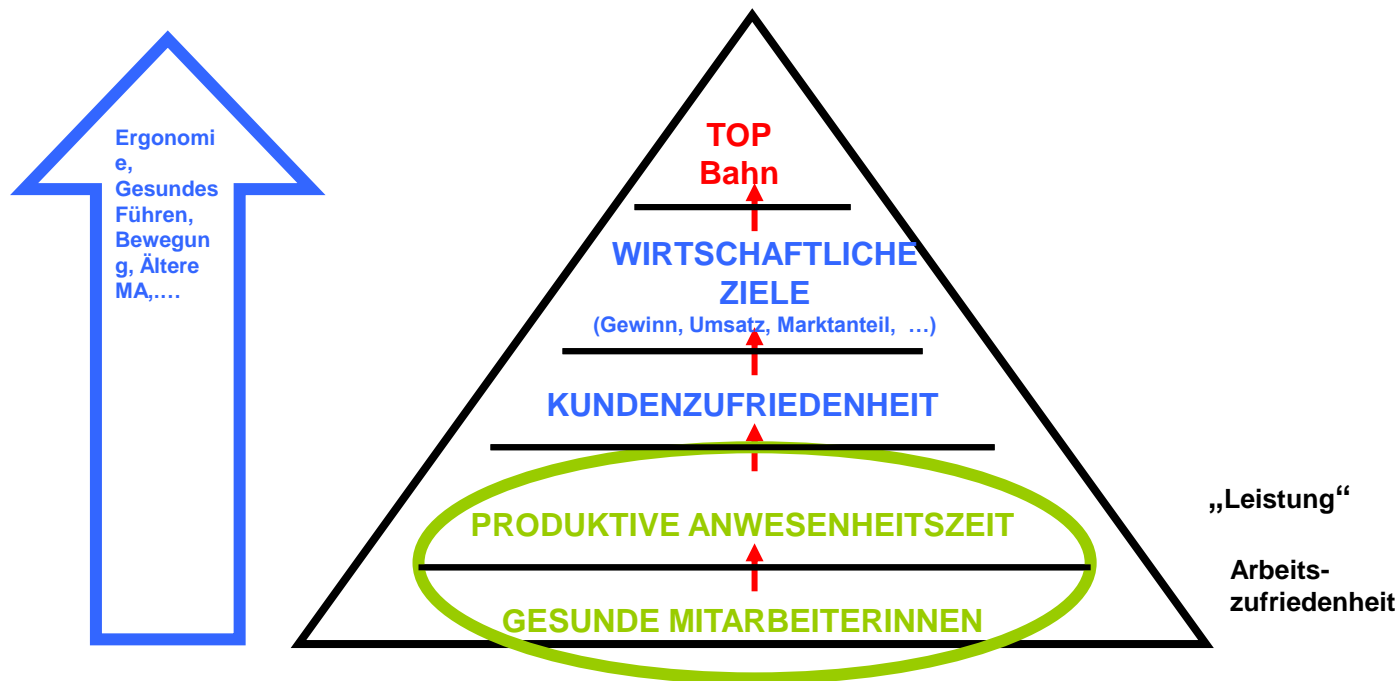 Ergonomi
e,
Gesundes
Führen,
Bewegun
g, Ältere
MA,....
TOP
Bahn
WIRTSCHAFTLICHE
ZIELE
(Gewinn, Umsatz, Marktanteil, ...)
KUNDENZUFRIEDENHEIT
PRODUKTIVE ANWESENHEITSZEIT
GESUNDE MITARBEITERINNEN
„Leistung“
Arbeits-
zufriedenheit